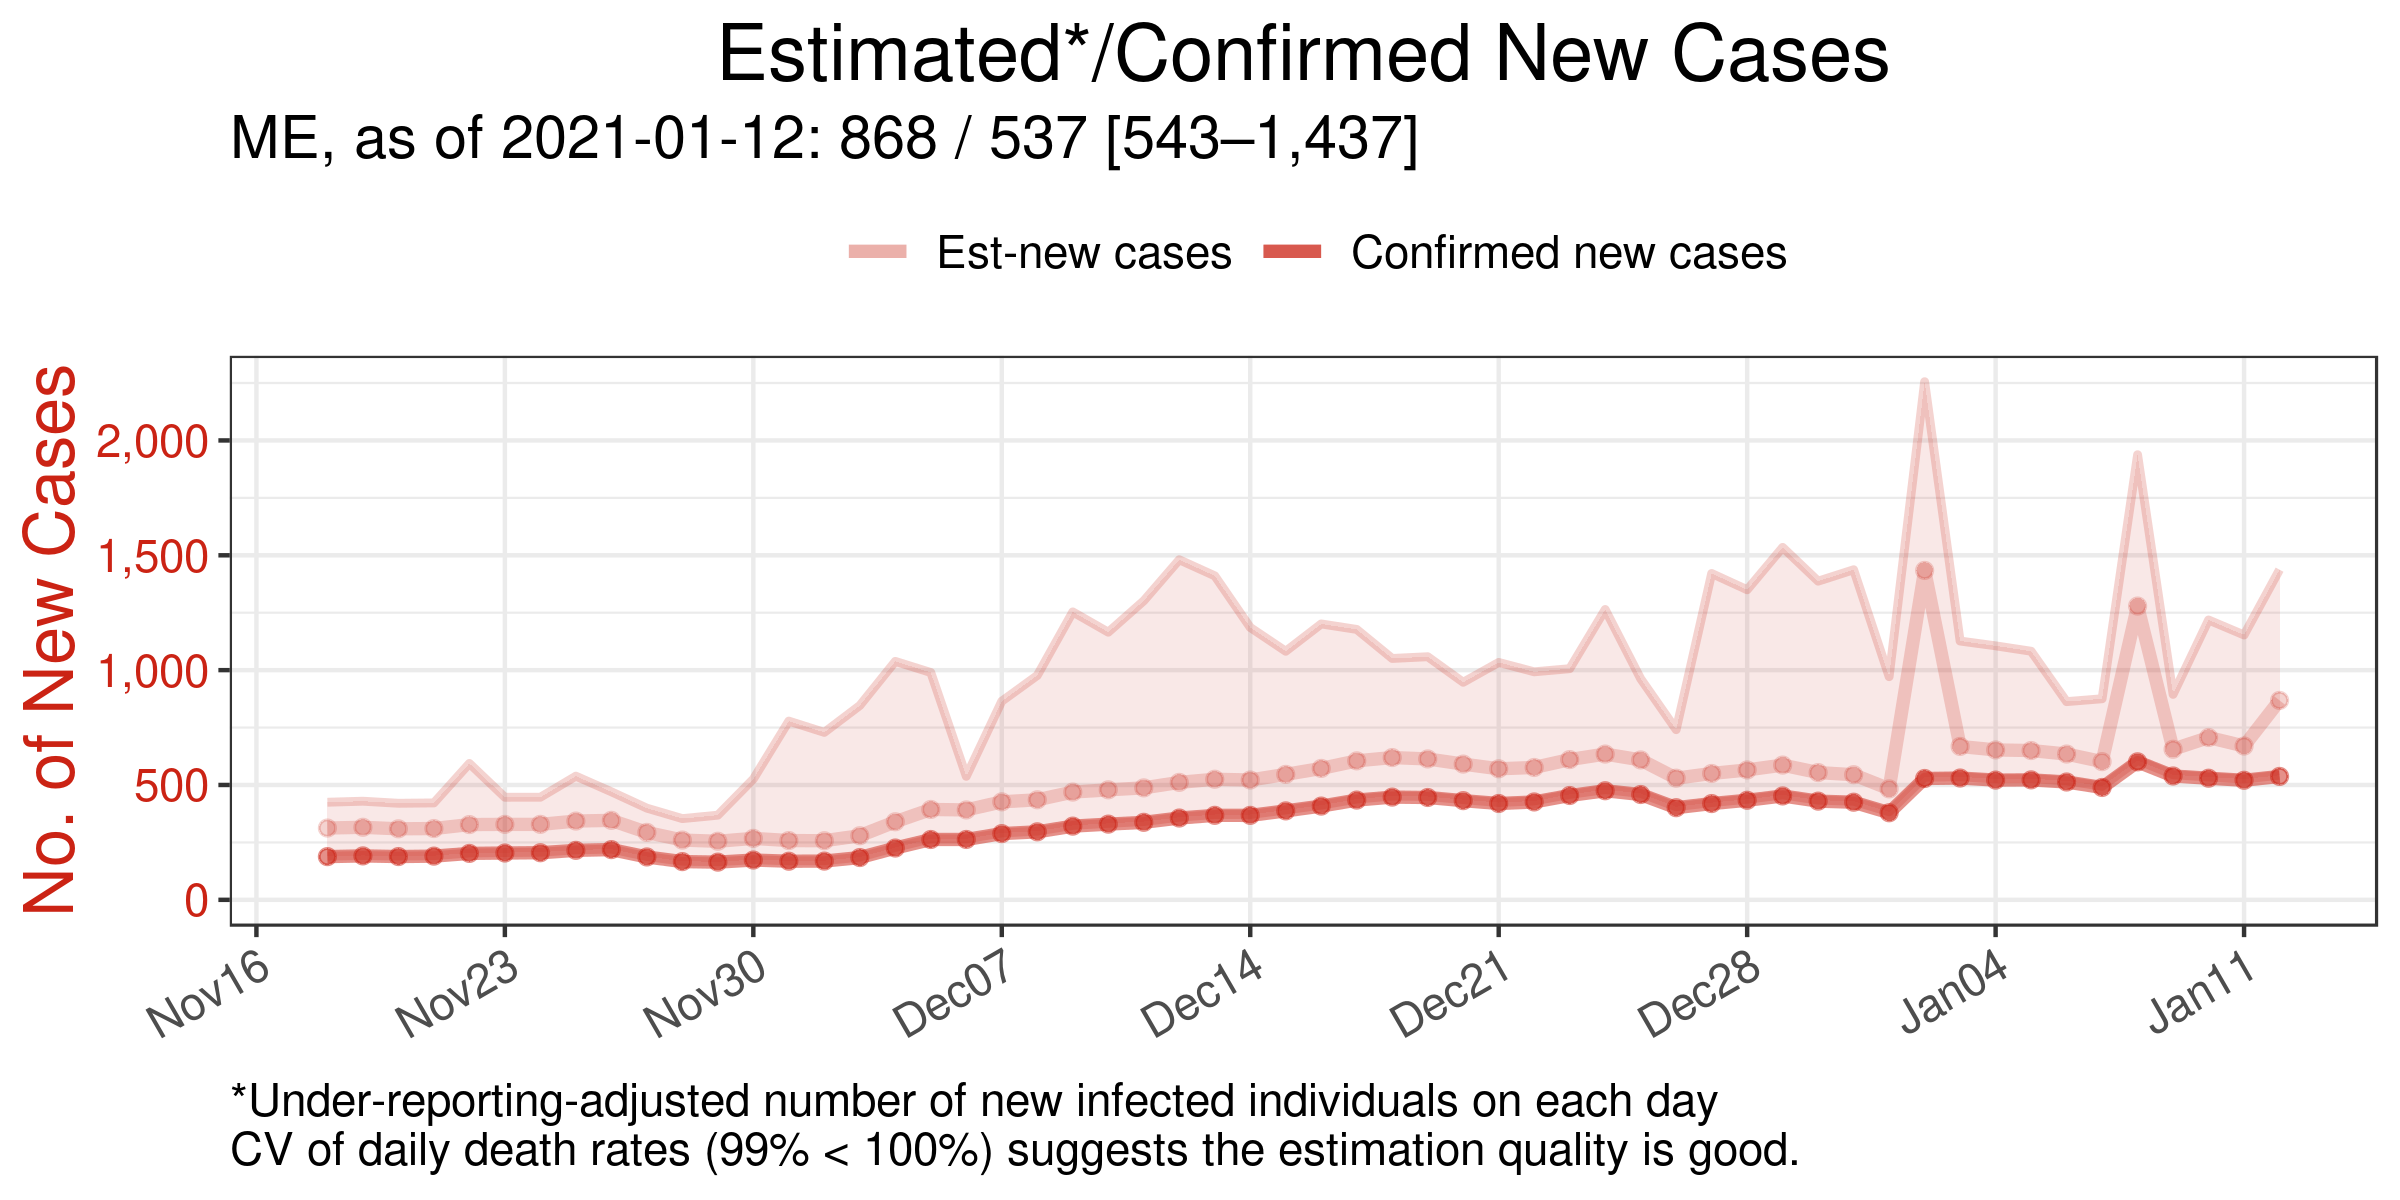 Estimated*/Confirmed New Cases
ME, as of 2021-01-12: 868 / 537 [543–1,437]
Est-new cases Confirmed new cases
No. of New Cases
2,000
1,500
1,000
500
0
Nov16 Nov23 Nov30 Dec07 Dec14 Dec21 Dec28 Jan04 Jan11
*Under-reporting-adjusted number of new infected individuals on each day
CV of daily death rates (99% < 100%) suggests the estimation quality is good.